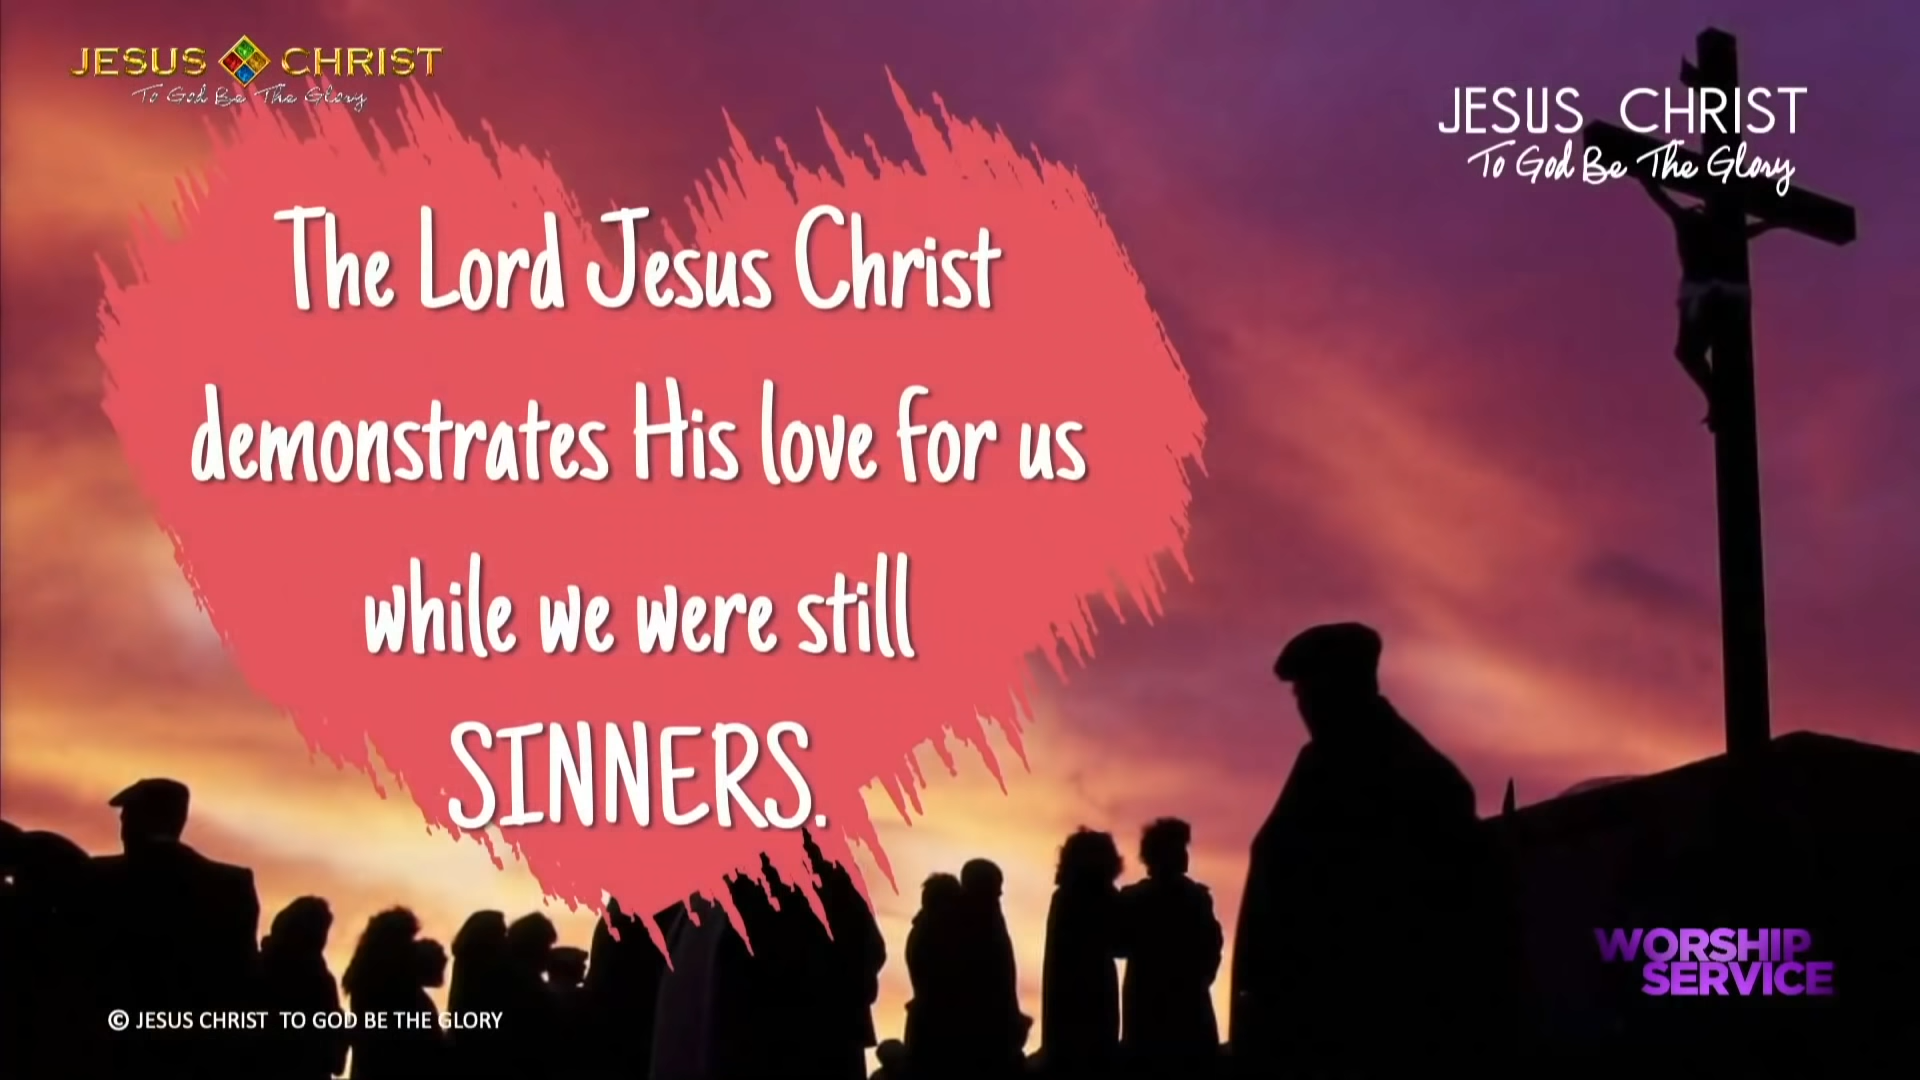 JESUS CHRIST
To God Be The Glory
JESUS CHRIST
To God Be The Glory
The Lord Jesus Christ
demonstrates His love for us
while we were still
SINNERS.
WORSHIP
SERVICE
© JESUS CHRIST TO GOD BE THE GLORY